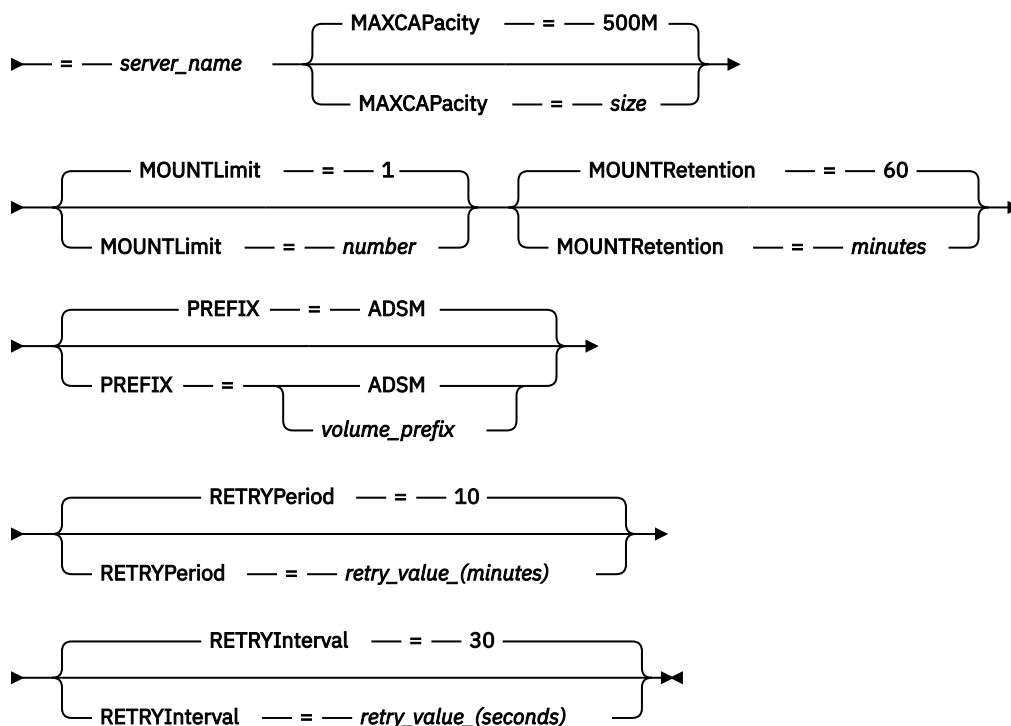 MAXCAPacity = 500M
= server_name
MAXCAPacity = size
MOUNTLimit = 1 MOUNTRetention = 60
MOUNTLimit = number MOUNTRetention = minutes
PREFIX = ADSM
PREFIX = ADSM
volume_prefix
RETRYPeriod = 10
RETRYPeriod = retry_value_(minutes)
RETRYInterval = 30
RETRYInterval = retry_value_(seconds)